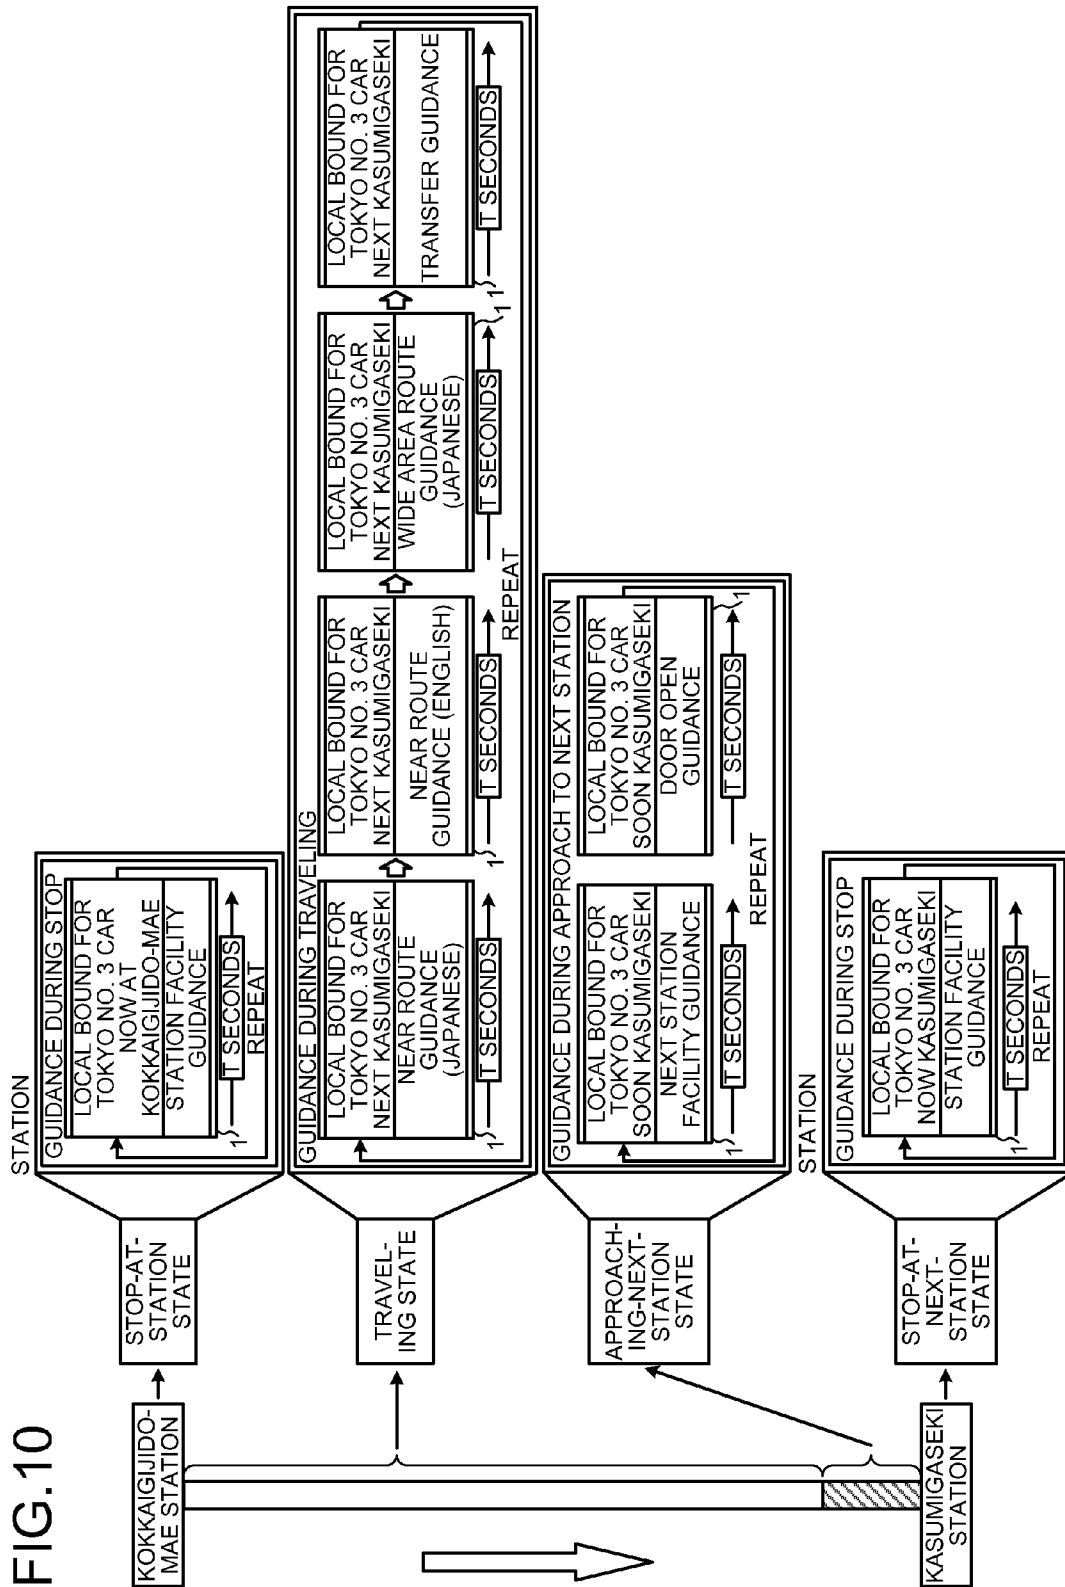 FIG.10
KOKKAIGIJIDO-
MAE STATION
KASUMIGASEKI
STATION
STOP-AT-
STATION
STATE
TRAVEL-
ING STATE
APPROACH-
ING-NEXT-
STATION
STATE
STOP-AT-
NEXT-
STATION
STATE
STATION
GUIDANCE DURING STOP
LOCAL BOUND FOR
TOKYO NO. 3 CAR
NOW AT
KOKKAIGIJIDO-MAE
STATION FACILITY
GUIDANCE
1
T SECONDS
REPEAT
GUIDANCE DURING TRAVELING
LOCAL BOUND FOR
TOKYO NO. 3 CAR
NEXT KASUMIGASEKI
NEAR ROUTE
GUIDANCE
(JAPANESE)
1
T SECONDS
LOCAL BOUND FOR
TOKYO NO. 3 CAR
NEXT KASUMIGASEKI
NEAR ROUTE
GUIDANCE (ENGLISH)
1
T SECONDS
LOCAL BOUND FOR
TOKYO NO. 3 CAR
NEXT KASUMIGASEKI
WIDE AREA ROUTE
GUIDANCE
(JAPANESE)
1
T SECONDS
LOCAL BOUND FOR
TOKYO NO. 3 CAR
NEXT KASUMIGASEKI
TRANSFER GUIDANCE
1
T SECONDS
REPEAT
GUIDANCE DURING APPROACH TO NEXT STATION
LOCAL BOUND FOR
TOKYO NO. 3 CAR
SOON KASUMIGASEKI
NEXT STATION
FACILITY GUIDANCE
1
T SECONDS
LOCAL BOUND FOR
TOKYO NO. 3 CAR
SOON KASUMIGASEKI
DOOR OPEN
GUIDANCE
1
T SECONDS
REPEAT
STATION
GUIDANCE DURING STOP
LOCAL BOUND FOR
TOKYO NO. 3 CAR
NOW KASUMIGASEKI
STATION FACILITY
GUIDANCE
1
T SECONDS
REPEAT